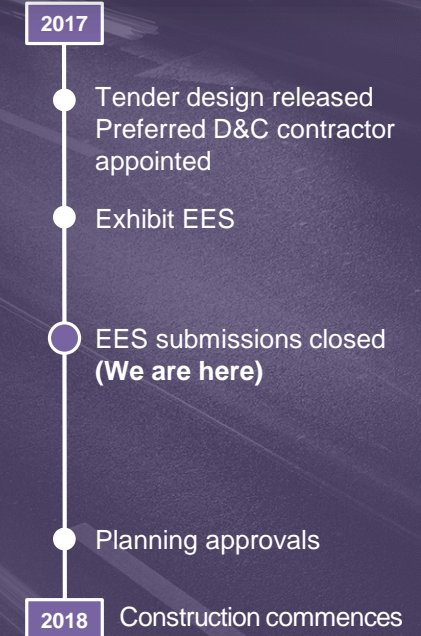 2017
Tender design released
Preferred D&C contractor
appointed
Exhibit EES
EES submissions closed
(We are here)
Planning approvals
2018 Construction commences